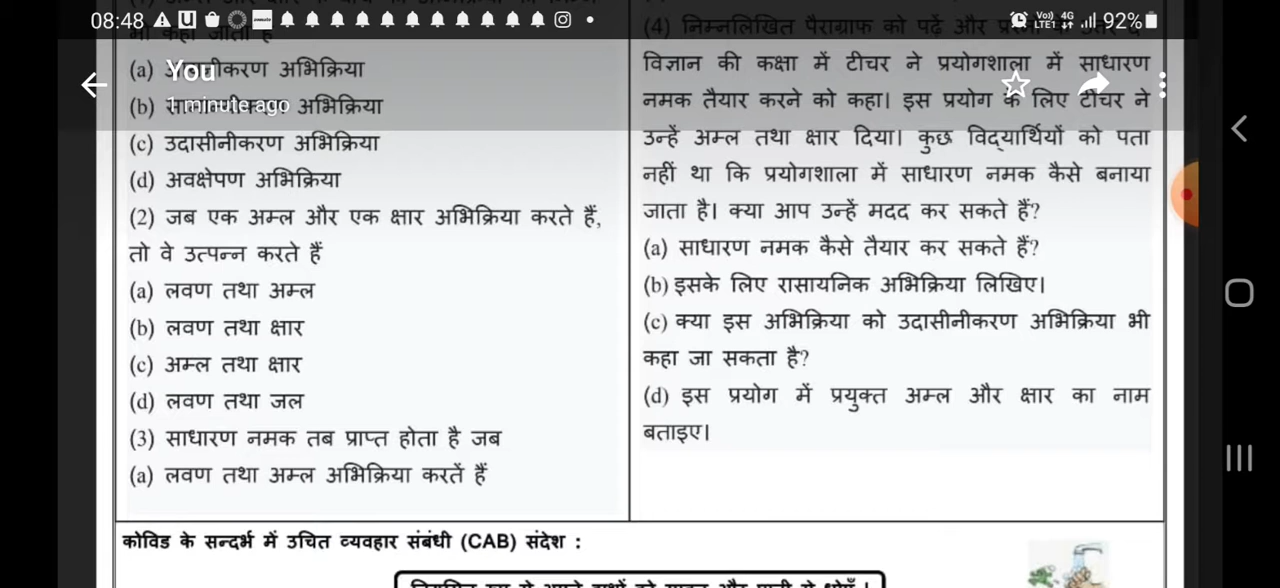 08:48
92%
You
1 minute ago
भी कहा जाता है
(a) अभिक्रिया
(b) अभिक्रिया
(c) उदासीनीकरण अभिक्रिया
(d) अवक्षेपण अभिक्रिया
(2) जब एक अम्ल और एक क्षार अभिक्रिया करते हैं,
तो वे उत्पन्न करते हैं
(a) लवण तथा अम्ल
(b) लवण तथा क्षार
(c) अम्ल तथा क्षार
(d) लवण तथा जल
(3) साधारण नमक तब प्राप्त होता है जब
(a) लवण तथा अम्ल अभिक्रिया करतें हैं
(4) निम्नलिखित पैराग्राफ को पढ़ें और
विज्ञान की कक्षा में टीचर ने प्रयोगशाला में साधारण
नमक तैयार करने को कहा। इस प्रयोग के लिए टीचर ने
उन्हें अम्ल तथा क्षार दिया। कुछ विद्यार्थियों को पता
नहीं था कि प्रयोगशाला में साधारण नमक कैसे बनाया
जाता है। क्या आप उन्हें मदद कर सकते हैं?
(a) साधारण नमक कैसे तैयार कर सकते हैं?
(b) इसके लिए रासायनिक अभिक्रिया लिखिए।
(c) क्या इस अभिक्रिया को उदासीनीकरण अभिक्रिया भी
कहा जा सकता है?
(d) इस प्रयोग में प्रयुक्त अम्ल और क्षार का नाम
बताइए।
कोविड के सन्दर्भ में उचित व्यवहार संबंधी (CAB) संदेश :